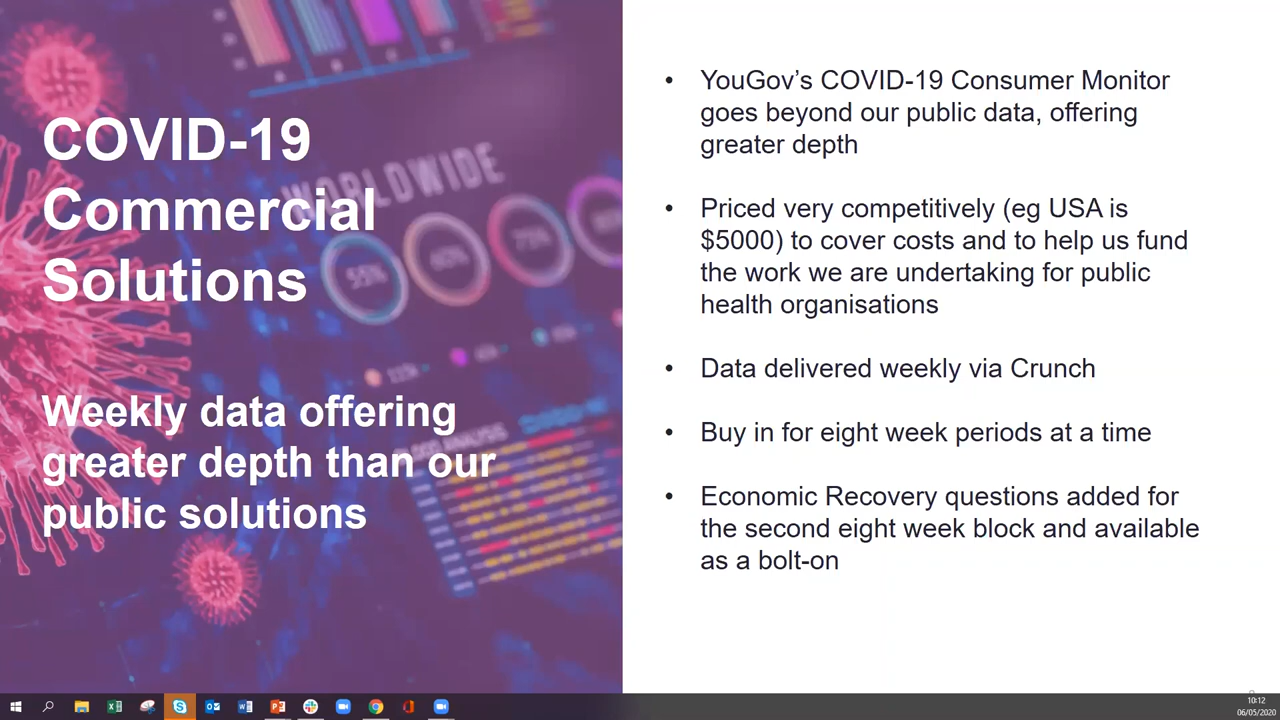 COVID-19
Commercial
Solutions
Weekly data offering
greater depth than our
public solutions
WORLDWIDE
55%
60%
75%
• YouGov’s COVID-19 Consumer Monitor
goes beyond our public data, offering
greater depth
• Priced very competitively (eg USA is
$5000) to cover costs and to help us fund
the work we are undertaking for public
health organisations
• Data delivered weekly via Crunch
• Buy in for eight week periods at a time
• Economic Recovery questions added for
the second eight week block and available
as a bolt-on
10:12
06/05/2020